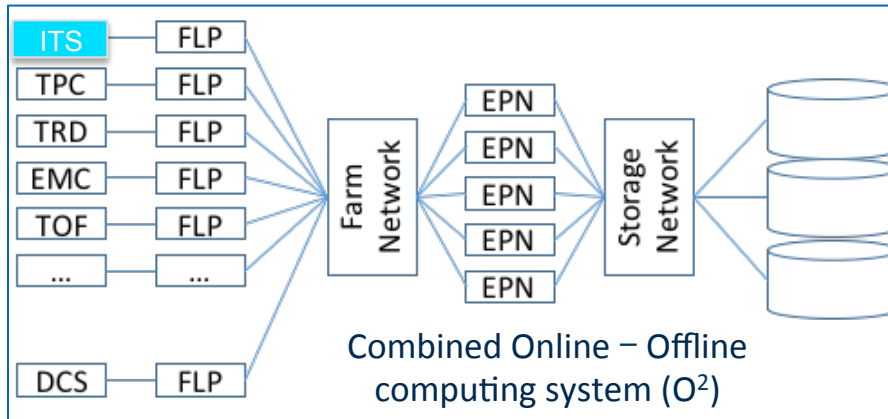 ITS FLP
TPC FLP
TRD FLP
EMC FLP
TOF FLP
... ...
DCS FLP
Farm
Network
EPN
EPN
EPN
EPN
EPN
Storage
Network
Combined Online – Offline
computing system (O²)